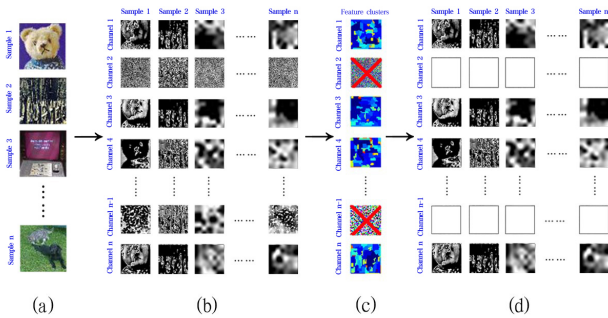 Sample 1
Sample 2
Sample 3
Sample n
(a)
Sample 1 Sample 2 Sample 3 Sample n
Channel 1
Channel 2
Channel 3
Channel 4
Channel n-1
Channel n
(b)
Feature clusters
Channel 1
Channel 2
Channel 3
Channel 4
Channel n-1
Channel n
(c)
Sample 1 Sample 2 Sample 3 Sample n
Channel 1
Channel 2
Channel 3
Channel 4
Channel n-1
Channel n
(d)